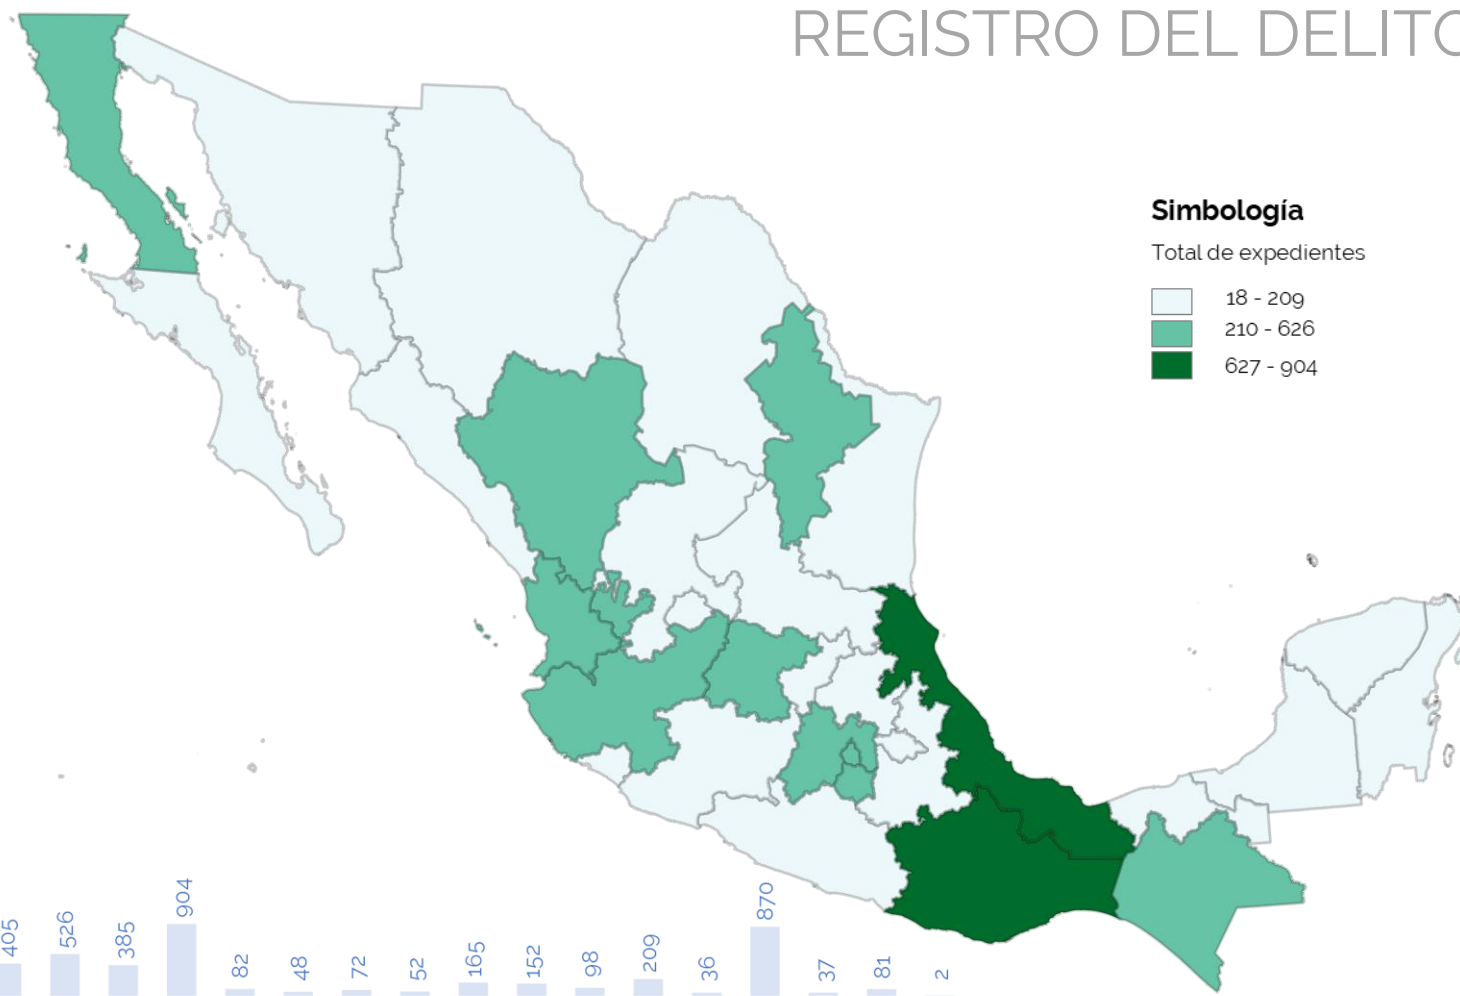 REGISTRO DEL DELITO
Simbología
Total de expedientes
18 - 209
210 - 626
627 - 904
405
526
385
904
82
48
72
52
165
152
98
209
36
870
37
81
2